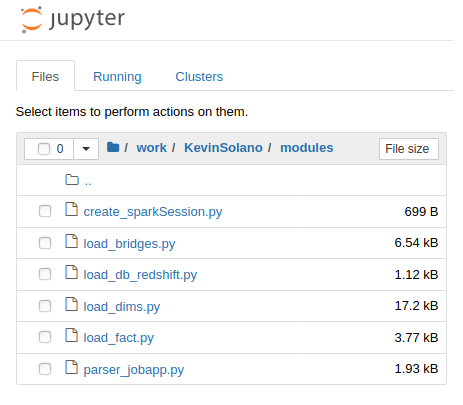 jupyter
Files Running Clusters
Select items to perform actions on them.
0 / work / KevinSolano / modules File size
..
create_sparkSession.py 699 B
load_bridges.py 6.54 kB
load_db_redshift.py 1.12 kB
load_dims.py 17.2 kB
load_fact.py 3.77 kB
parser_jobapp.py 1.93 kB